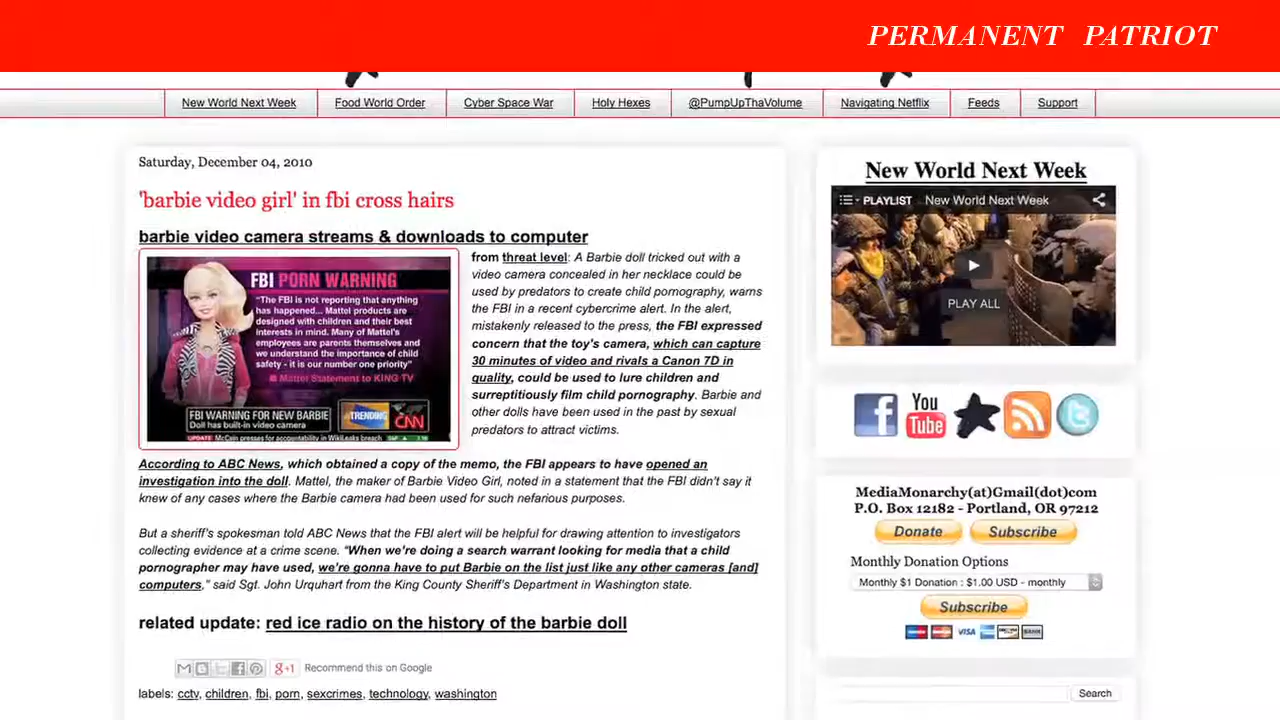 PERMANENT PATRIOT
New World Next Week
Food World Order
Cyber Space War
Holy Hexes
@PumpUpThaVolume
Navigating Netflix
Feeds
Support
Saturday, December 04, 2010
'barbie video girl' in fbi cross hairs
barbie video camera streams & downloads to computer
FBI PORN WARNING
"The FBI is not reporting that anything
has happened... Mattel products are
designed with children and their best
interests in mind. Many of Mattel's
employees are parents themselves and
we understand the importance of child
safety - it is our number one priority"
Mattel Statement to KING TV
FBI WARNING FOR NEW BARBIE
Doll has built-in video camera
#TRENDING
CNN
UPDATE McCain presses for accountability in WikiLeaks breach
from threat level: A Barbie doll tricked out with a
video camera concealed in her necklace could be
used by predators to create child pornography, warns
the FBI in a recent cybercrime alert. In the alert,
mistakenly released to the press, the FBI expressed
concern that the toy's camera, which can capture
30 minutes of video and rivals a Canon 7D in
quality, could be used to lure children and
surreptitiously film child pornography. Barbie and
other dolls have been used in the past by sexual
predators to attract victims.
According to ABC News, which obtained a copy of the memo, the FBI appears to have opened an
investigation into the doll. Mattel, the maker of Barbie Video Girl, noted in a statement that the FBI didn't say it
knew of any cases where the Barbie camera had been used for such nefarious purposes.
But a sheriff's spokesman told ABC News that the FBI alert will be helpful for drawing attention to investigators
collecting evidence at a crime scene. "When we're doing a search warrant looking for media that a child
pornographer may have used, we're gonna have to put Barbie on the list just like any other cameras [and]
computers," said Sgt. John Urquhart from the King County Sheriff's Department in Washington state.
related update: red ice radio on the history of the barbie doll
g+1
Recommend this on Google
labels: cctv, children, fbi, porn, sexcrimes, technology, washington
New World Next Week
PLAYLIST
New World Next Week
PLAY ALL
You
Tube
MediaMonarchy(at)Gmail(dot)com
P.O. Box 12182 - Portland, OR 97212
Donate
Subscribe
Monthly Donation Options
Monthly $1 Donation : $1.00 USD - monthly
Subscribe
VISA
Search